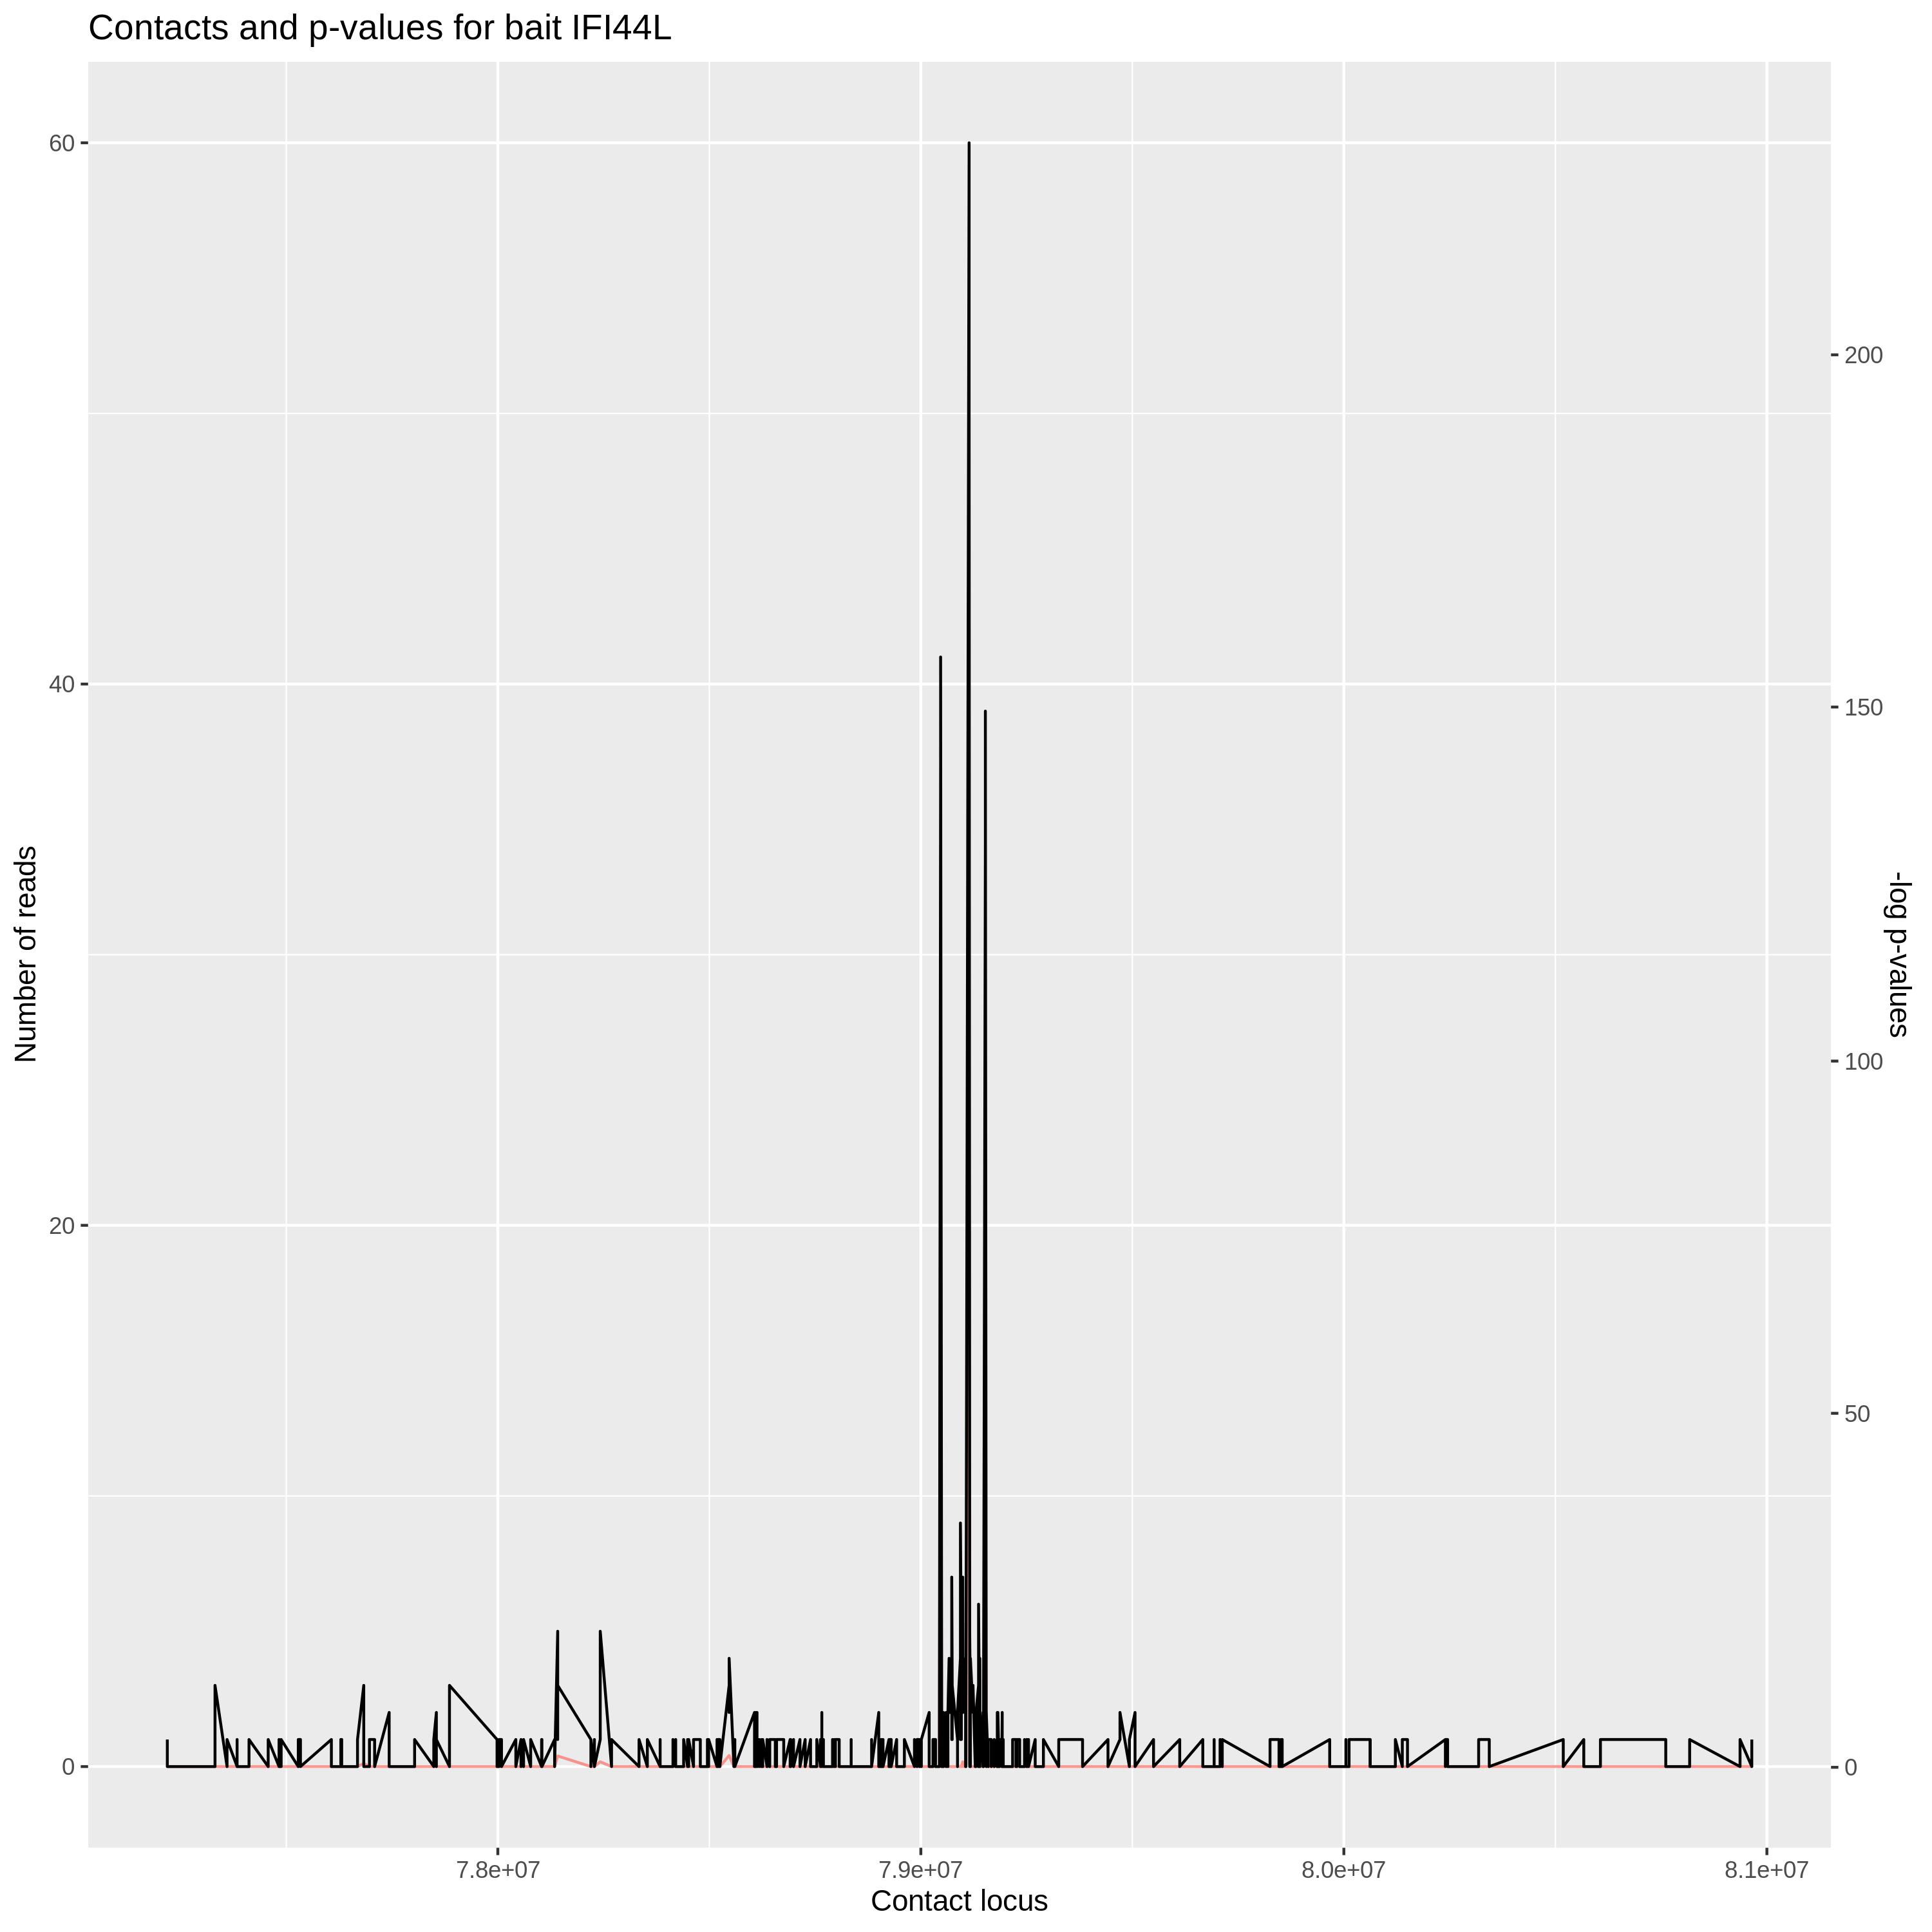 Contacts and p-values for bait IFI44L
60
40
20
0
Number of reads
200
150
100
50
0
-log p-values
7.8e+07
7.9e+07
8.0e+07
8.1e+07
Contact locus